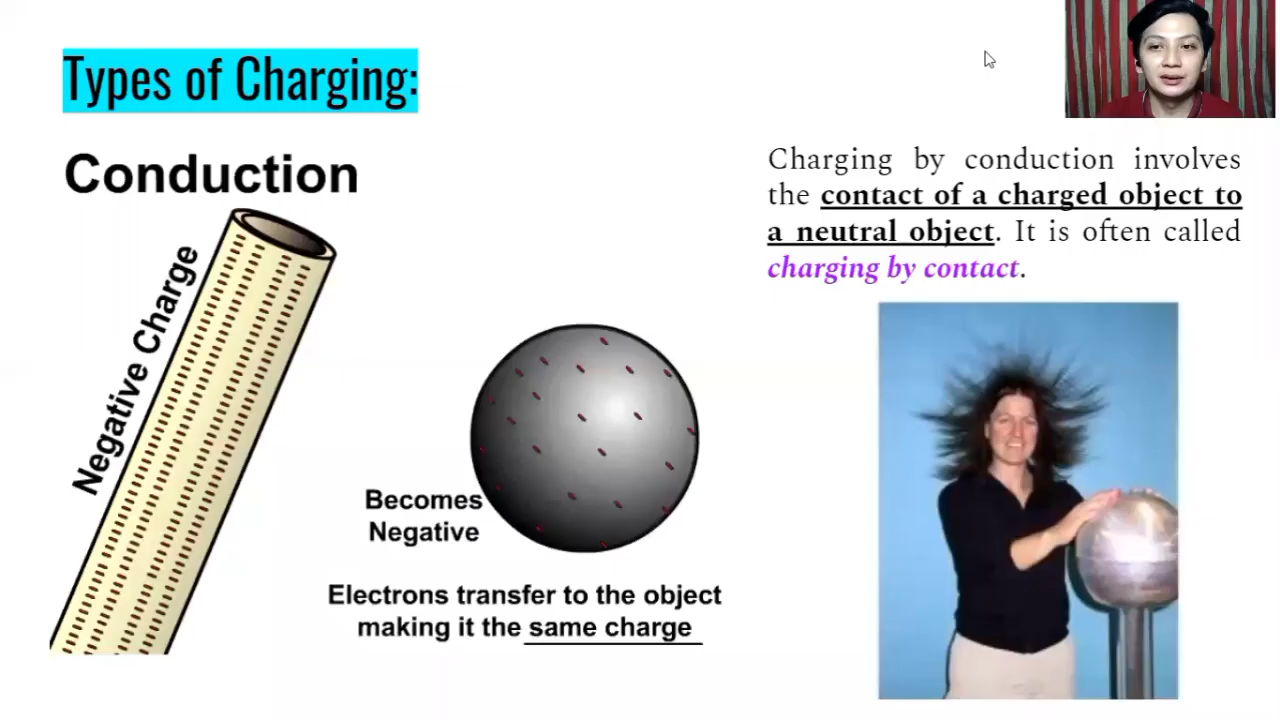 Types of Charging:
Conduction
Negative Charge
Becomes
Negative
Electrons transfer to the object
making it the same charge
Charging by conduction involves
the contact of a charged object to
a neutral object. It is often called
charging by contact.